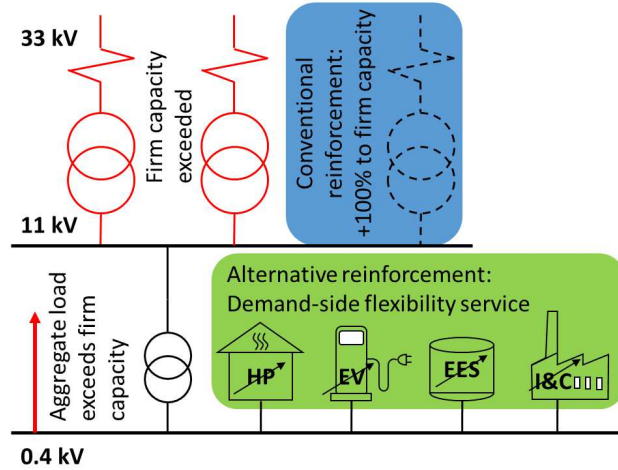 33 kV
Firm capacity
exceeded
Conventional
reinforcement:
+100% to firm capacity
11 kV
Aggregate load
exceeds firm
capacity
Alternative reinforcement:
Demand-side flexibility service
HP
EV
EES
I&C
0.4 kV